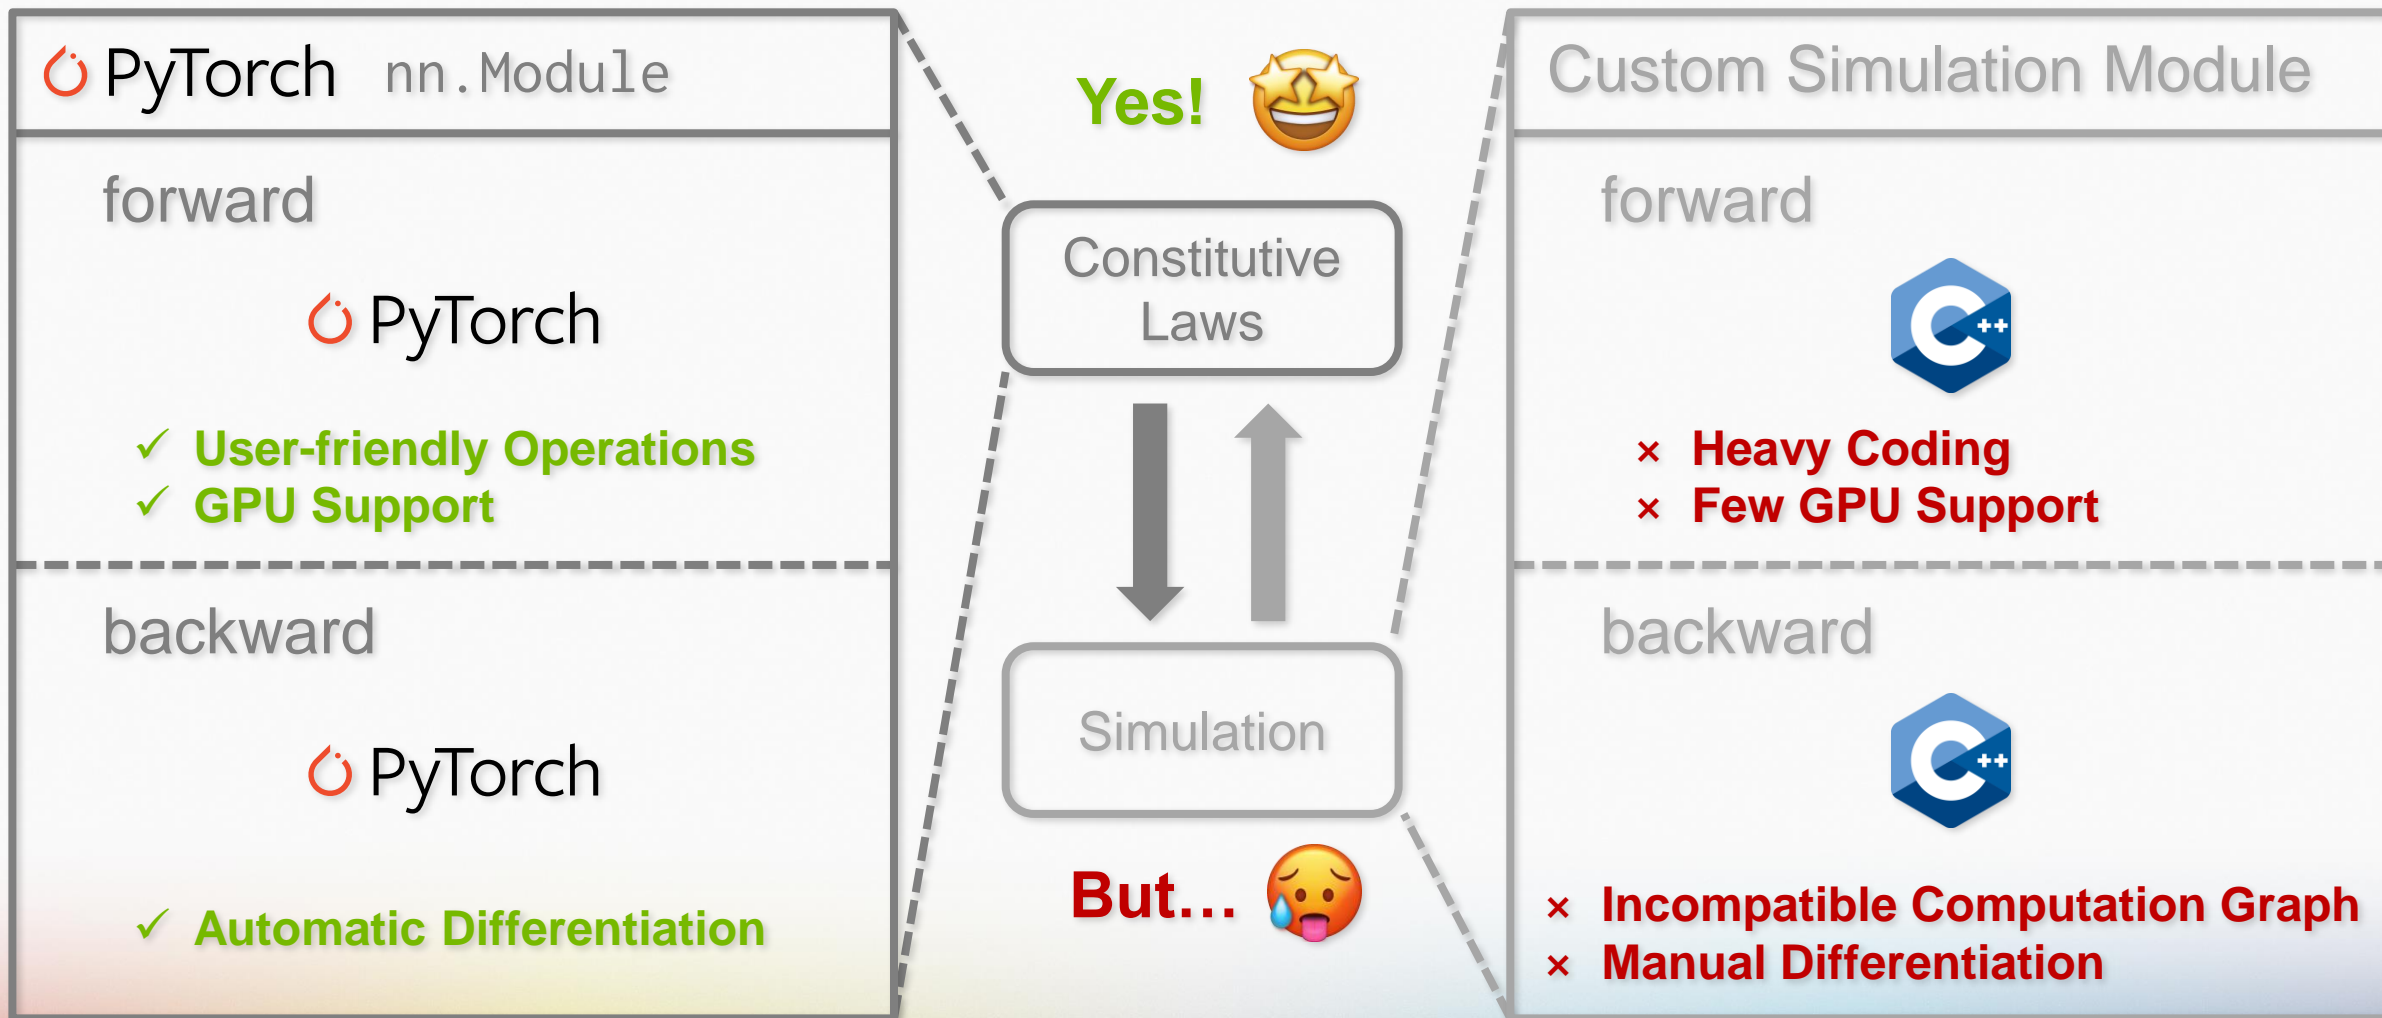 PyTorch nn.Module
forward
PyTorch
✓ User-friendly Operations
✓ GPU Support
backward
PyTorch
✓ Automatic Differentiation
Yes!
Constitutive
Laws
Simulation
But...
Custom Simulation Module
forward
C++
× Heavy Coding
× Few GPU Support
backward
C++
× Incompatible Computation Graph
× Manual Differentiation